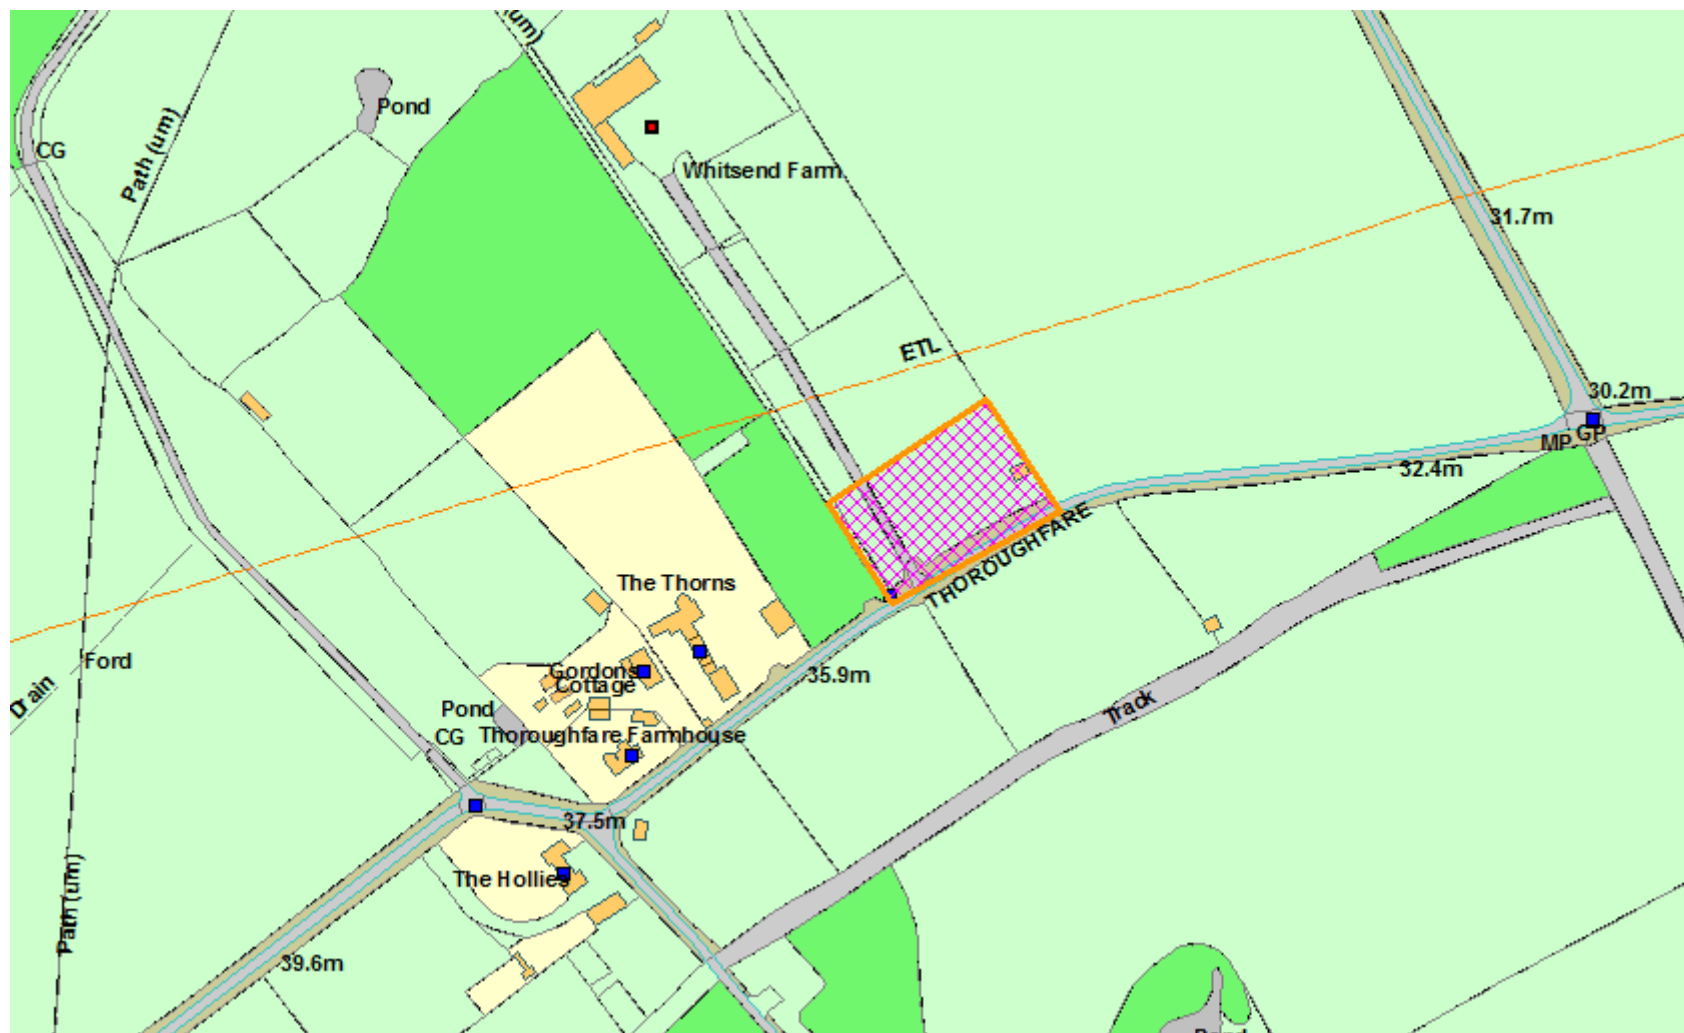 um)
Pond
CG
Path (um)
Whitsend Farm
31.7m
ETL
30.2m
GP
MP
32.4m
THOROUGHFARE
The Thorns
Ford
Gordons
Cottage
35.9m
Drain
Pond
Track
CG
Thoroughfare Farmhouse
37.5m
The Hollies
Path (um)
39.6m